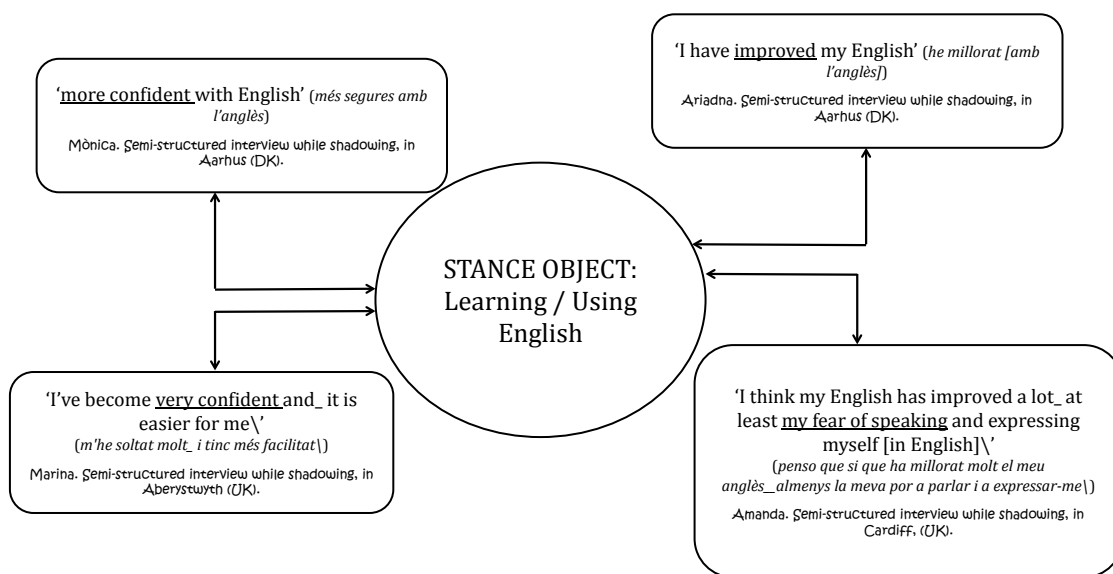 ‘more confident with English’ (més segures amb
l’anglès)
Mònica. Semi-structured interview while shadowing, in
Aarhus (DK).
‘I have improved my English’ (he millorat [amb
l’anglès])
Ariadna. Semi-structured interview while shadowing, in
Aarhus (DK).
STANCE OBJECT:
Learning / Using
English
‘I’ve become very confident and_ it is
easier for me\’
(m’he soltat molt_ i tinc més facilitat\)
Marina. Semi-structured interview while shadowing, in
Aberystwyth (UK).
‘I think my English has improved a lot_ at
least my fear of speaking and expressing
myself [in English]\’
(penso que si que ha millorat molt el meu
anglès__almenys la meva por a parlar i a expressar-me\)
Amanda. Semi-structured interview while shadowing, in
Cardiff, (UK).